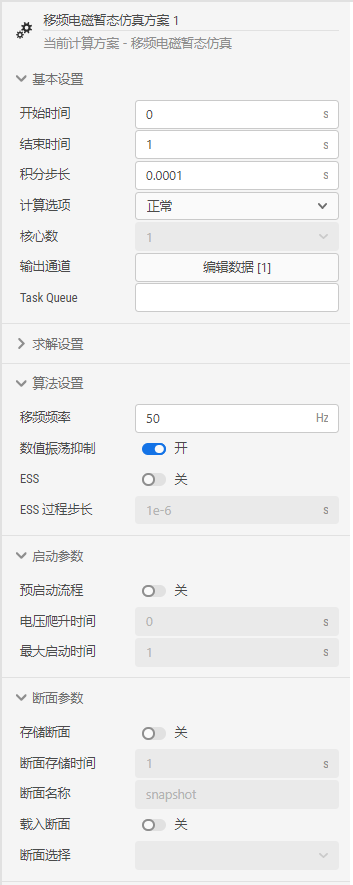 移频电磁暂态仿真方案 1
当前计算方案 - 移频电磁暂态仿真
基本设置
开始时间 0 s
结束时间 1 s
积分步长 0.0001 s
计算选项 正常
核心数 1
输出通道 编辑数据 [1]
Task Queue
求解设置
算法设置
移频频率 50 Hz
数值振荡抑制 开
ESS 关
ESS 过程步长 1e-6 s
启动参数
预启动流程 关
电压爬升时间 0 s
最大启动时间 1 s
断面参数
存储断面 关
断面存储时间 1 s
断面名称 snapshot
载入断面 关
断面选择